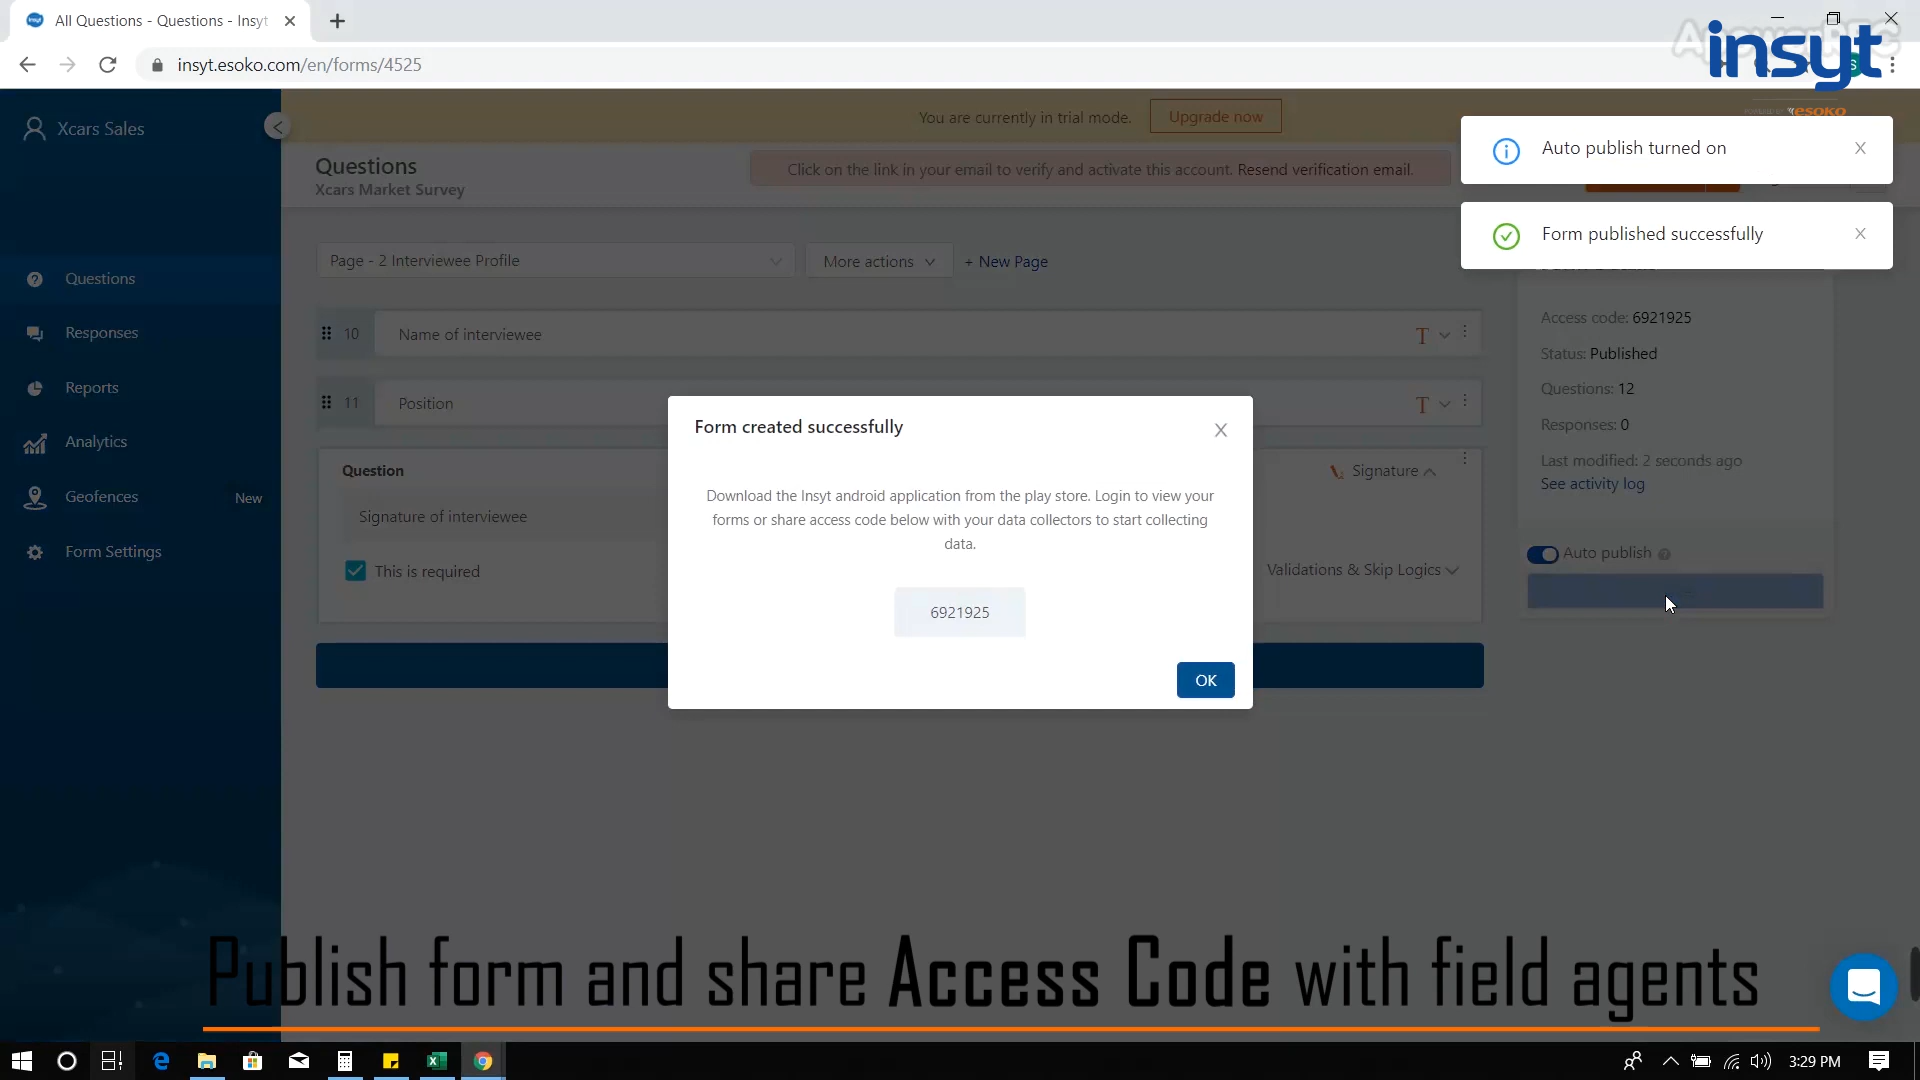 All Questions - Questions - Insyt
insyt.esoko.com/en/forms/4525
insyt
esoko
Xcars Sales
You are currently in trial mode.
Upgrade now
Questions
Xcars Market Survey
Click on the link in your email to verify and activate this account. Resend verification email.
Auto publish turned on
Form published successfully
Page - 2 Interviewee Profile
More actions
+ New Page
Questions
Responses
Reports
Analytics
Geofences
New
Form Settings
10
Name of interviewee
T
11
Position
T
Question
Signature
Signature of interviewee
This is required
Validations & Skip Logics
Access code: 6921925
Status: Published
Questions: 12
Responses: 0
Last modified: 2 seconds ago
See activity log
Auto publish
Form created successfully
Download the Insyt android application from the play store. Login to view your
forms or share access code below with your data collectors to start collecting
data.
6921925
OK
Publish form and share Access Code with field agents
3:29 PM